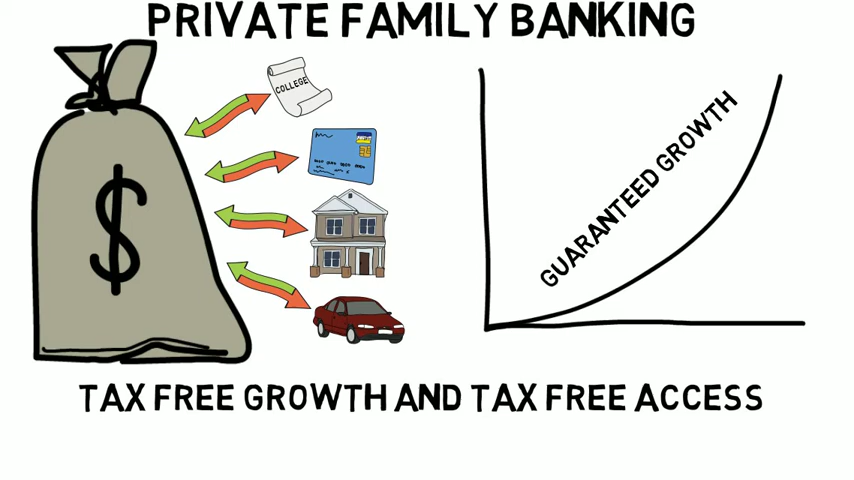 PRIVATE FAMILY BANKING
COLLEGE
$
GUARANTEED GROWTH
TAX FREE GROWTH AND TAX FREE ACCESS